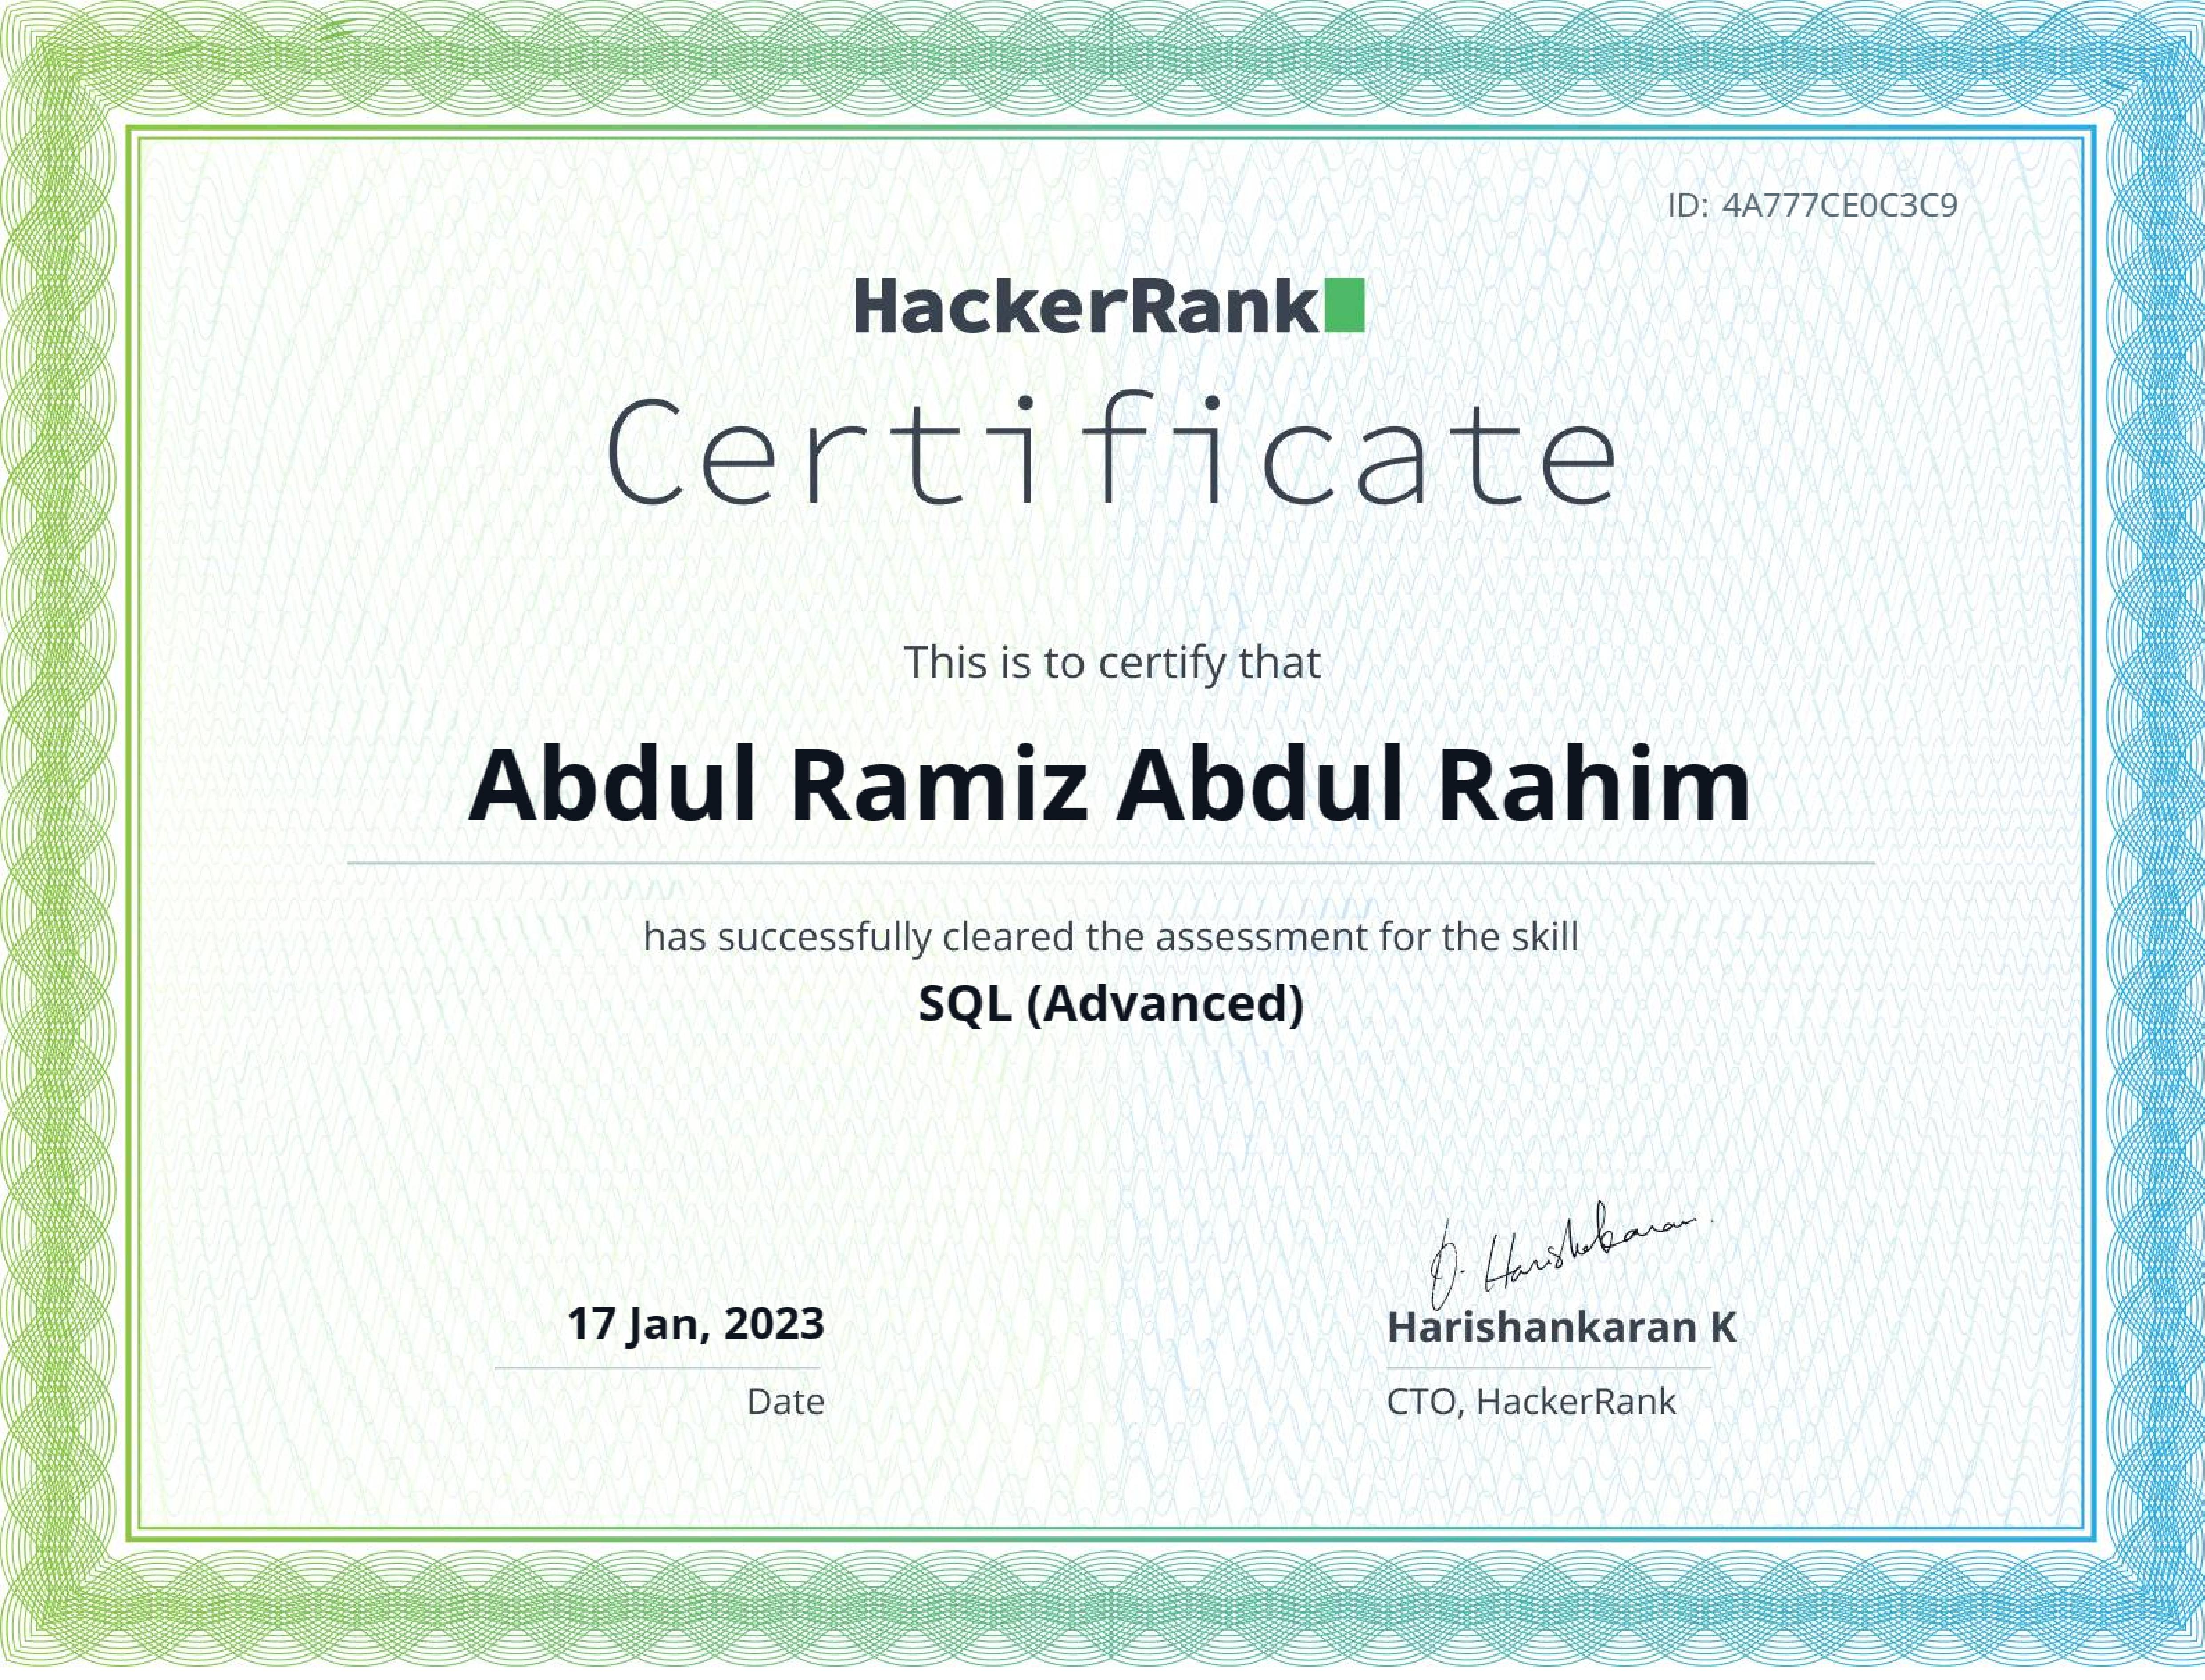 ID: 4A777CE0C3C9
HackerRank
Certificate
This is to certify that
Abdul Ramiz Abdul Rahim
has successfully cleared the assessment for the skill
SQL (Advanced)
17 Jan, 2023
Date
Harishankaran K
CTO, HackerRank